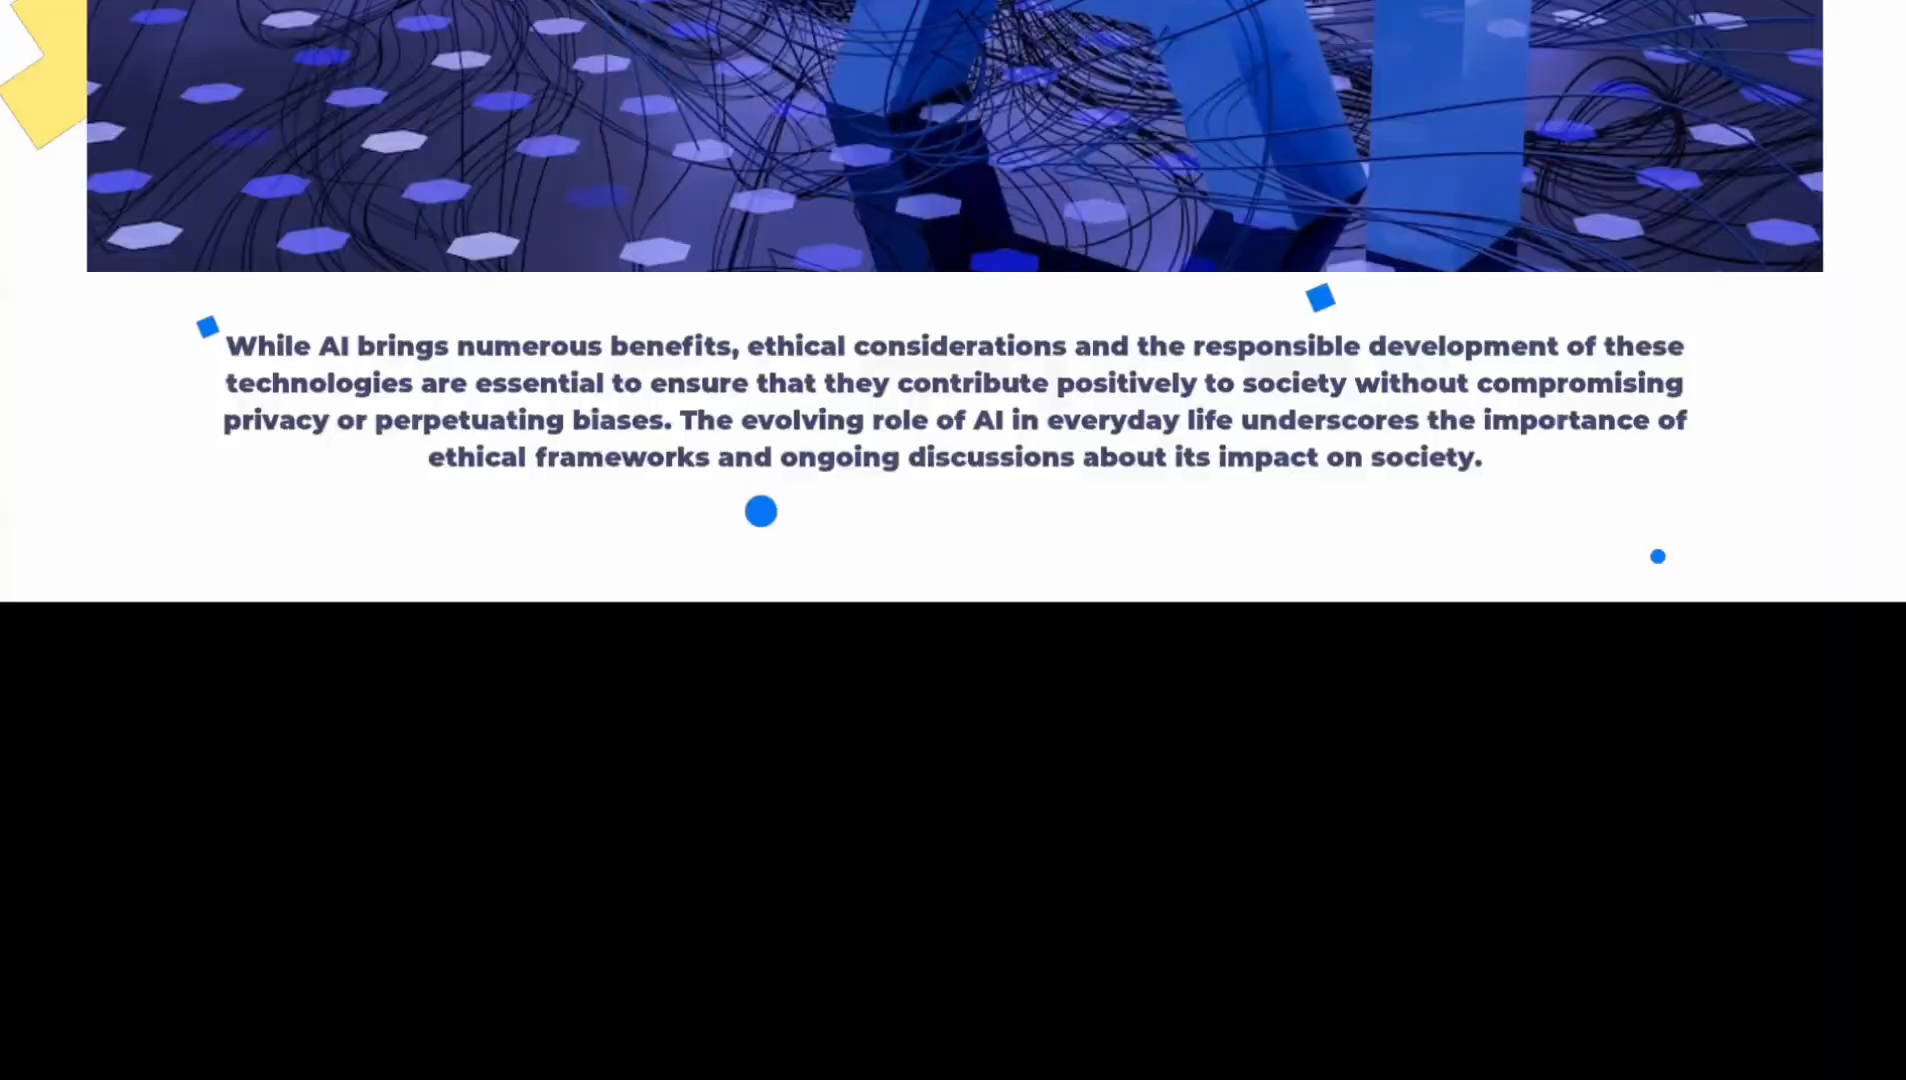 While AI brings numerous benefits, ethical considerations and the responsible development of these
technologies are essential to ensure that they contribute positively to society without compromising
privacy or perpetuating biases. The evolving role of AI in everyday life underscores the importance of
ethical frameworks and ongoing discussions about its impact on society.